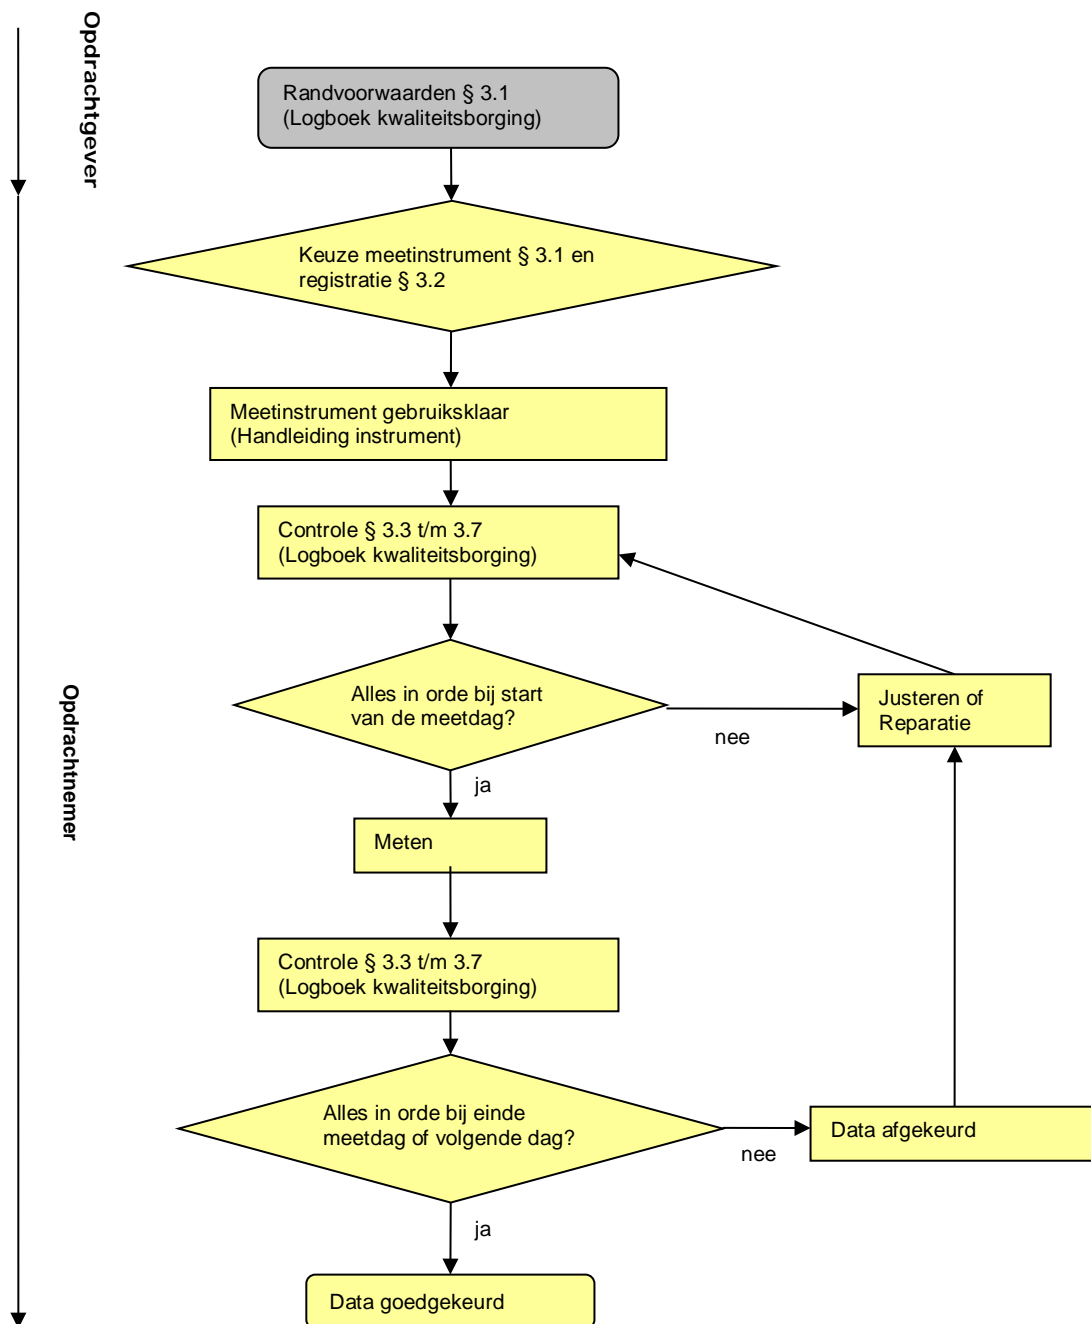 Opdrachtgever
Randvoorwaarden § 3.1
(Logboek kwaliteitsborging)
Keuze meetinstrument § 3.1 en
registratie § 3.2
Meetinstrument gebruiksklaar
(Handleiding instrument)
Controle § 3.3 t/m 3.7
(Logboek kwaliteitsborging)
Opdrachtnemer
Alles in orde bij start
van de meetdag?
nee
Justeren of
Reparatie
ja
Meten
Controle § 3.3 t/m 3.7
(Logboek kwaliteitsborging)
Alles in orde bij einde
meetdag of volgende dag?
nee
Data afgekeurd
ja
Data goedgekeurd